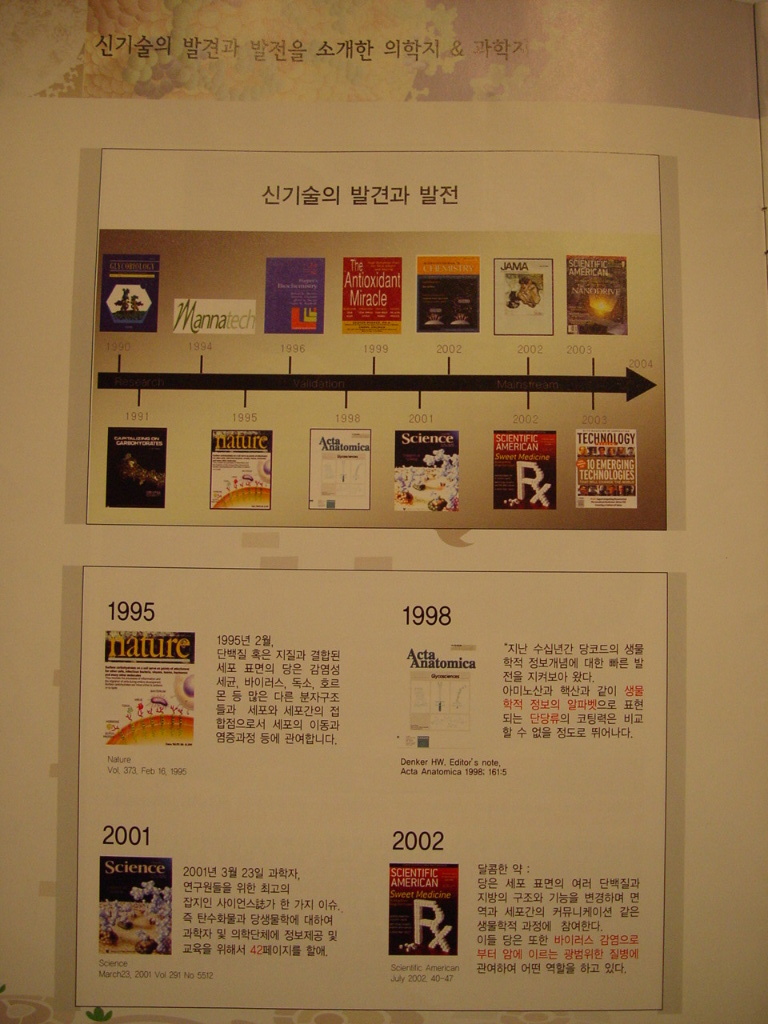 신기술의 발견과 발전을 소개한 의학지 & 과학지
신기술의 발견과 발전
GLYCOBIOLOGY
Mannatech
Biochemistry
The
Antioxidant
Miracle
CHEMISTRY
JAMA
SCIENTIFIC
AMERICAN
NANODRIVE
1990
1994
1996
1999
2002
2002
2003
2004
Research
Validation
Mainstream
1991
1995
1998
2001
2002
2003
CAPITALIZING ON
CARBOHYDRATES
nature
Acta
Anatomica
Science
SCIENTIFIC
AMERICAN
Sweet Medicine
Rx
TECHNOLOGY
10 EMERGING
TECHNOLOGIES
1995
nature
1995년 2월,
단백질 혹은 지질과 결합된
세포 표면의 당은 감염성
세균, 바이러스, 독소, 호르
몬 등 많은 다른 분자구조
들과 세포와 세포간의 접
합점으로서 세포의 이동과
염증과정 등에 관여합니다.
Nature
Vol. 373, Feb 16, 1995
1998
Acta
Anatomica
Glycosciences
"지난 수십년간 당코드의 생물
학적 정보개념에 대한 빠른 발
전을 지켜보아 왔다.
아미노산과 핵산과 같이 생물
학적 정보의 알파벳으로 표현
되는 단당류의 코팅력은 비교
할 수 없을 정도로 뛰어나다.
Denker HW, Editor's note,
Acta Anatomica 1998; 161:5
2001
Science
2001년 3월 23일 과학자,
연구원들을 위한 최고의
잡지인 사이언스誌가 한 가지 이슈,
즉 탄수화물과 당생물학에 대하여
과학자 및 의학단체에 정보제공 및
교육을 위해서 42페이지를 할애.
Science
March23, 2001 Vol 291 No 5512
2002
SCIENTIFIC
AMERICAN
Sweet Medicine
Rx
달콤한 약 :
당은 세포 표면의 여러 단백질과
지방의 구조와 기능을 변경하며 면
역과 세포간의 커뮤니케이션 같은
생물학적 과정에 참여한다.
이들 당은 또한 바이러스 감염으로
부터 암에 이르는 광범위한 질병에
관여하여 어떤 역할을 하고 있다.
Scientific American
July 2002, 40-47